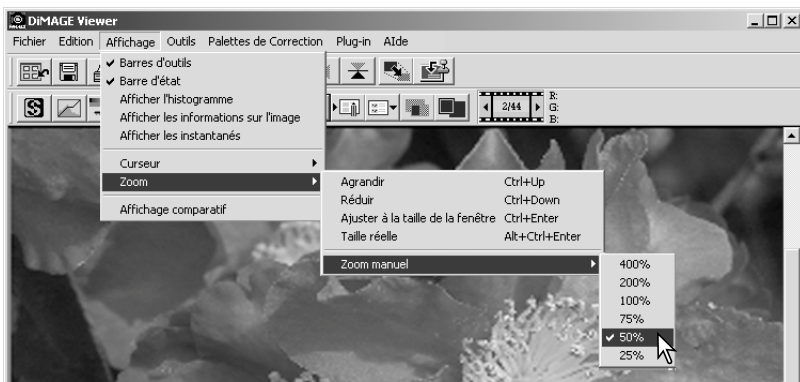 DiMAGE Viewer
Fichier Edition Affichage Outils Palettes de Correction Plug-in AIde
Barres d'outils
Barre d'état
Afficher l'histogramme
Afficher les informations sur l'image
Afficher les instantanés
Curseur
Zoom
Affichage comparatif
2/44
R:
G:
B:
Agrandir Ctrl+Up
Réduir Ctrl+Down
Ajuster à la taille de la fenêtre Ctrl+Enter
Taille réelle Alt+Ctrl+Enter
Zoom manuel
400%
200%
100%
75%
50%
25%